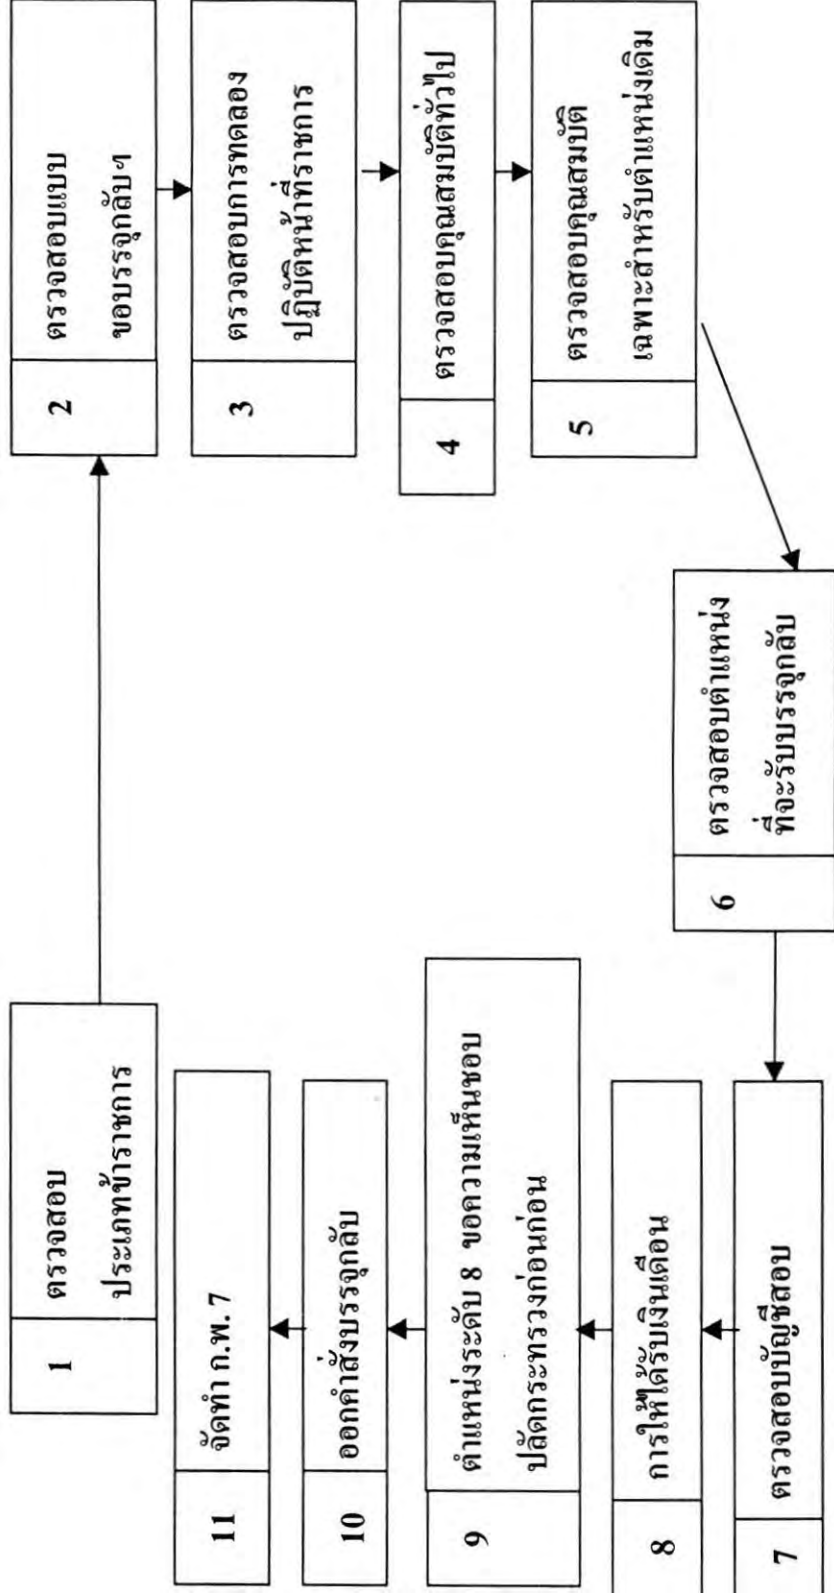 1
ตรวจสอบ
ประเภทข้าราชการ
2
ตรวจสอบแบบ
ขอบรรจุกลับฯ
3
ตรวจสอบการทดลอง
ปฏิบัติหน้าที่ราชการ
4
ตรวจสอบคุณสมบัติทั่วไป
5
ตรวจสอบคุณสมบัติ
เฉพาะสำหรับตำแหน่งเดิม
6
ตรวจสอบตำแหน่ง
ที่จะรับบรรจุกลับ
7
ตรวจสอบบัญชีสอบ
8
การให้ได้รับเงินเดือน
9
ตำแหน่งระดับ 8 ขอความเห็นชอบ
ปลัดกระทรวงก่อนก่อน
10
ออกคำสั่งบรรจุกลับ
11
จัดทำ ก.พ. 7